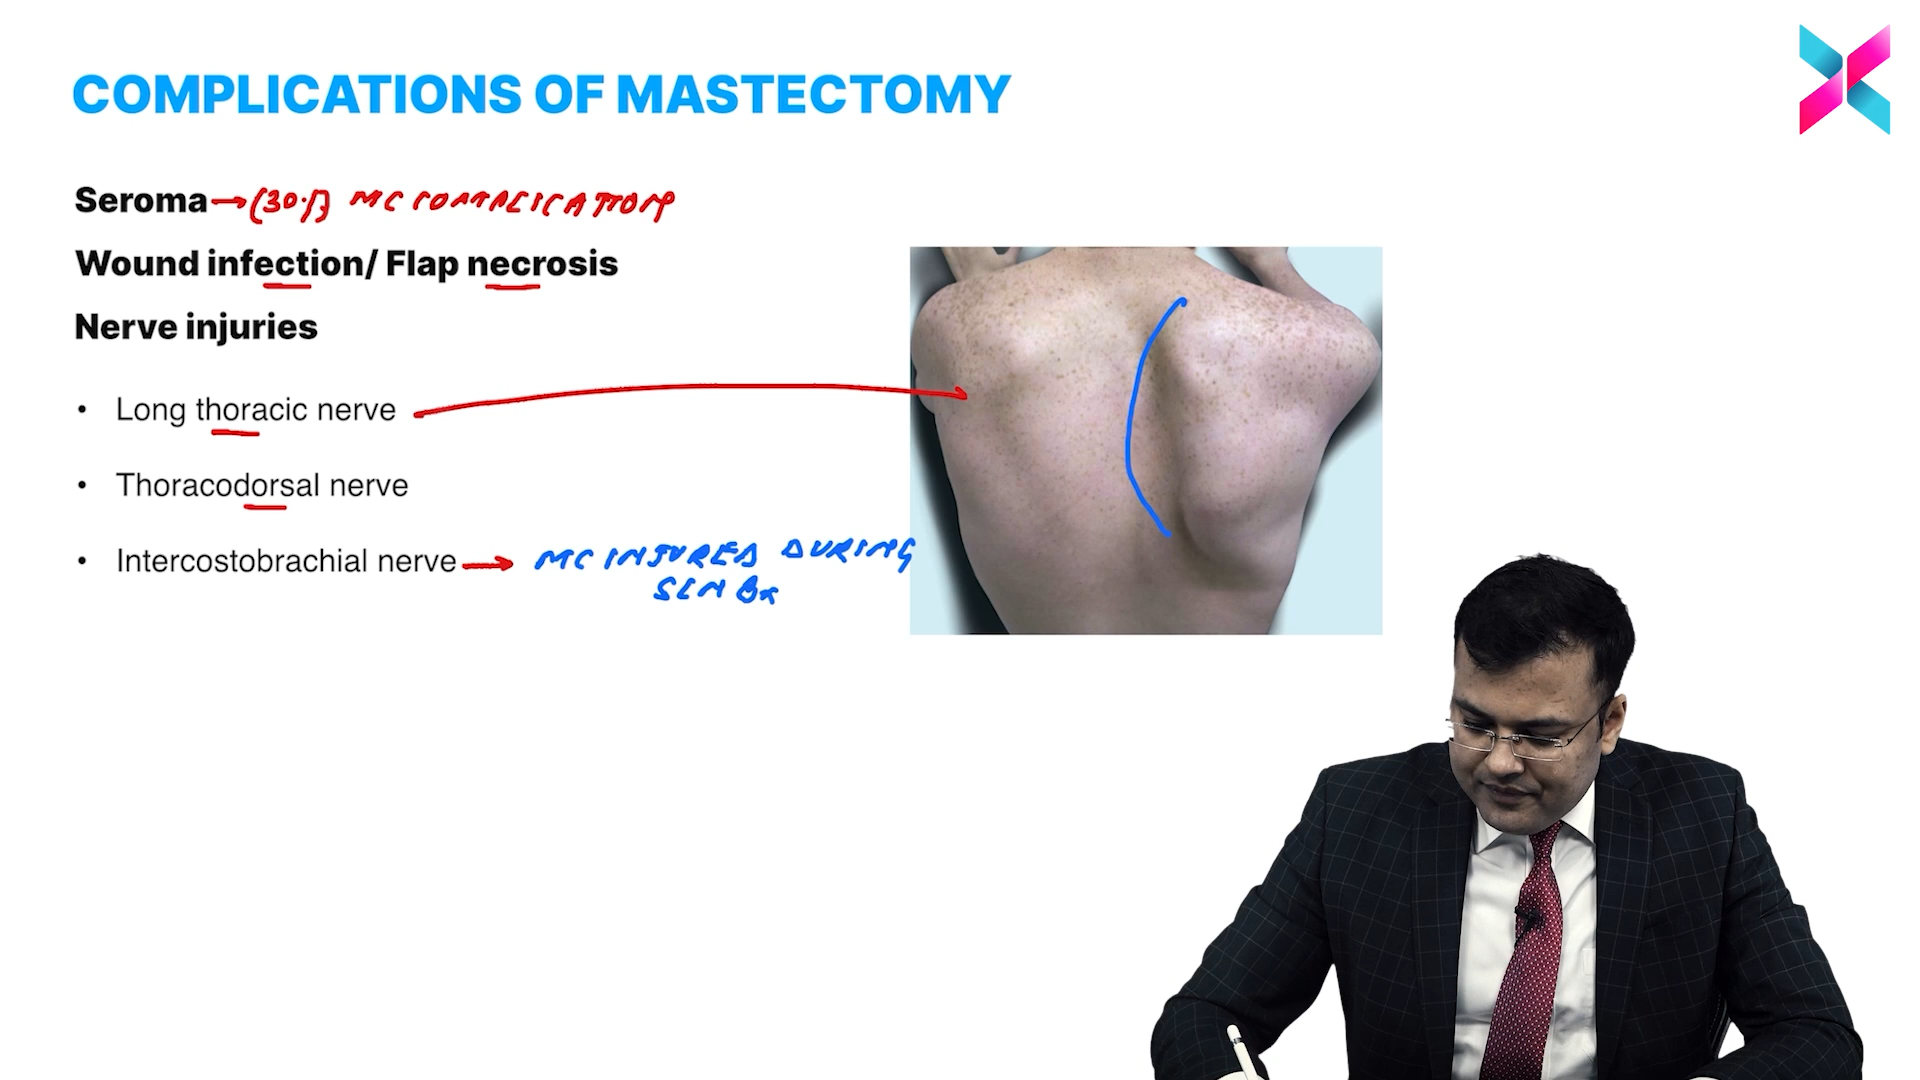 COMPLICATIONS OF MASTECTOMY
Seroma → (30%) MC COMPLICATION
Wound infection/ Flap necrosis
Nerve injuries
• Long thoracic nerve
• Thoracodorsal nerve
• Intercostobrachial nerve → MC INJURED DURING
SLN Bx